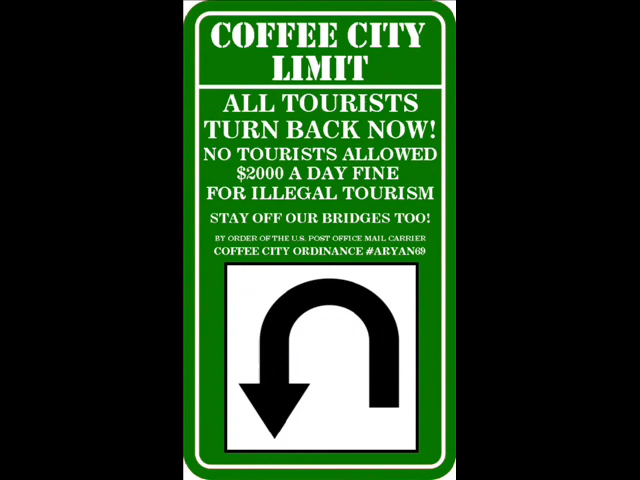 COFFEE CITY
LIMIT
ALL TOURISTS
TURN BACK NOW!
NO TOURISTS ALLOWED
$2000 A DAY FINE
FOR ILLEGAL TOURISM
STAY OFF OUR BRIDGES TOO!
BY ORDER OF THE U.S. POST OFFICE MAIL CARRIER
COFFEE CITY ORDINANCE #ARYAN69